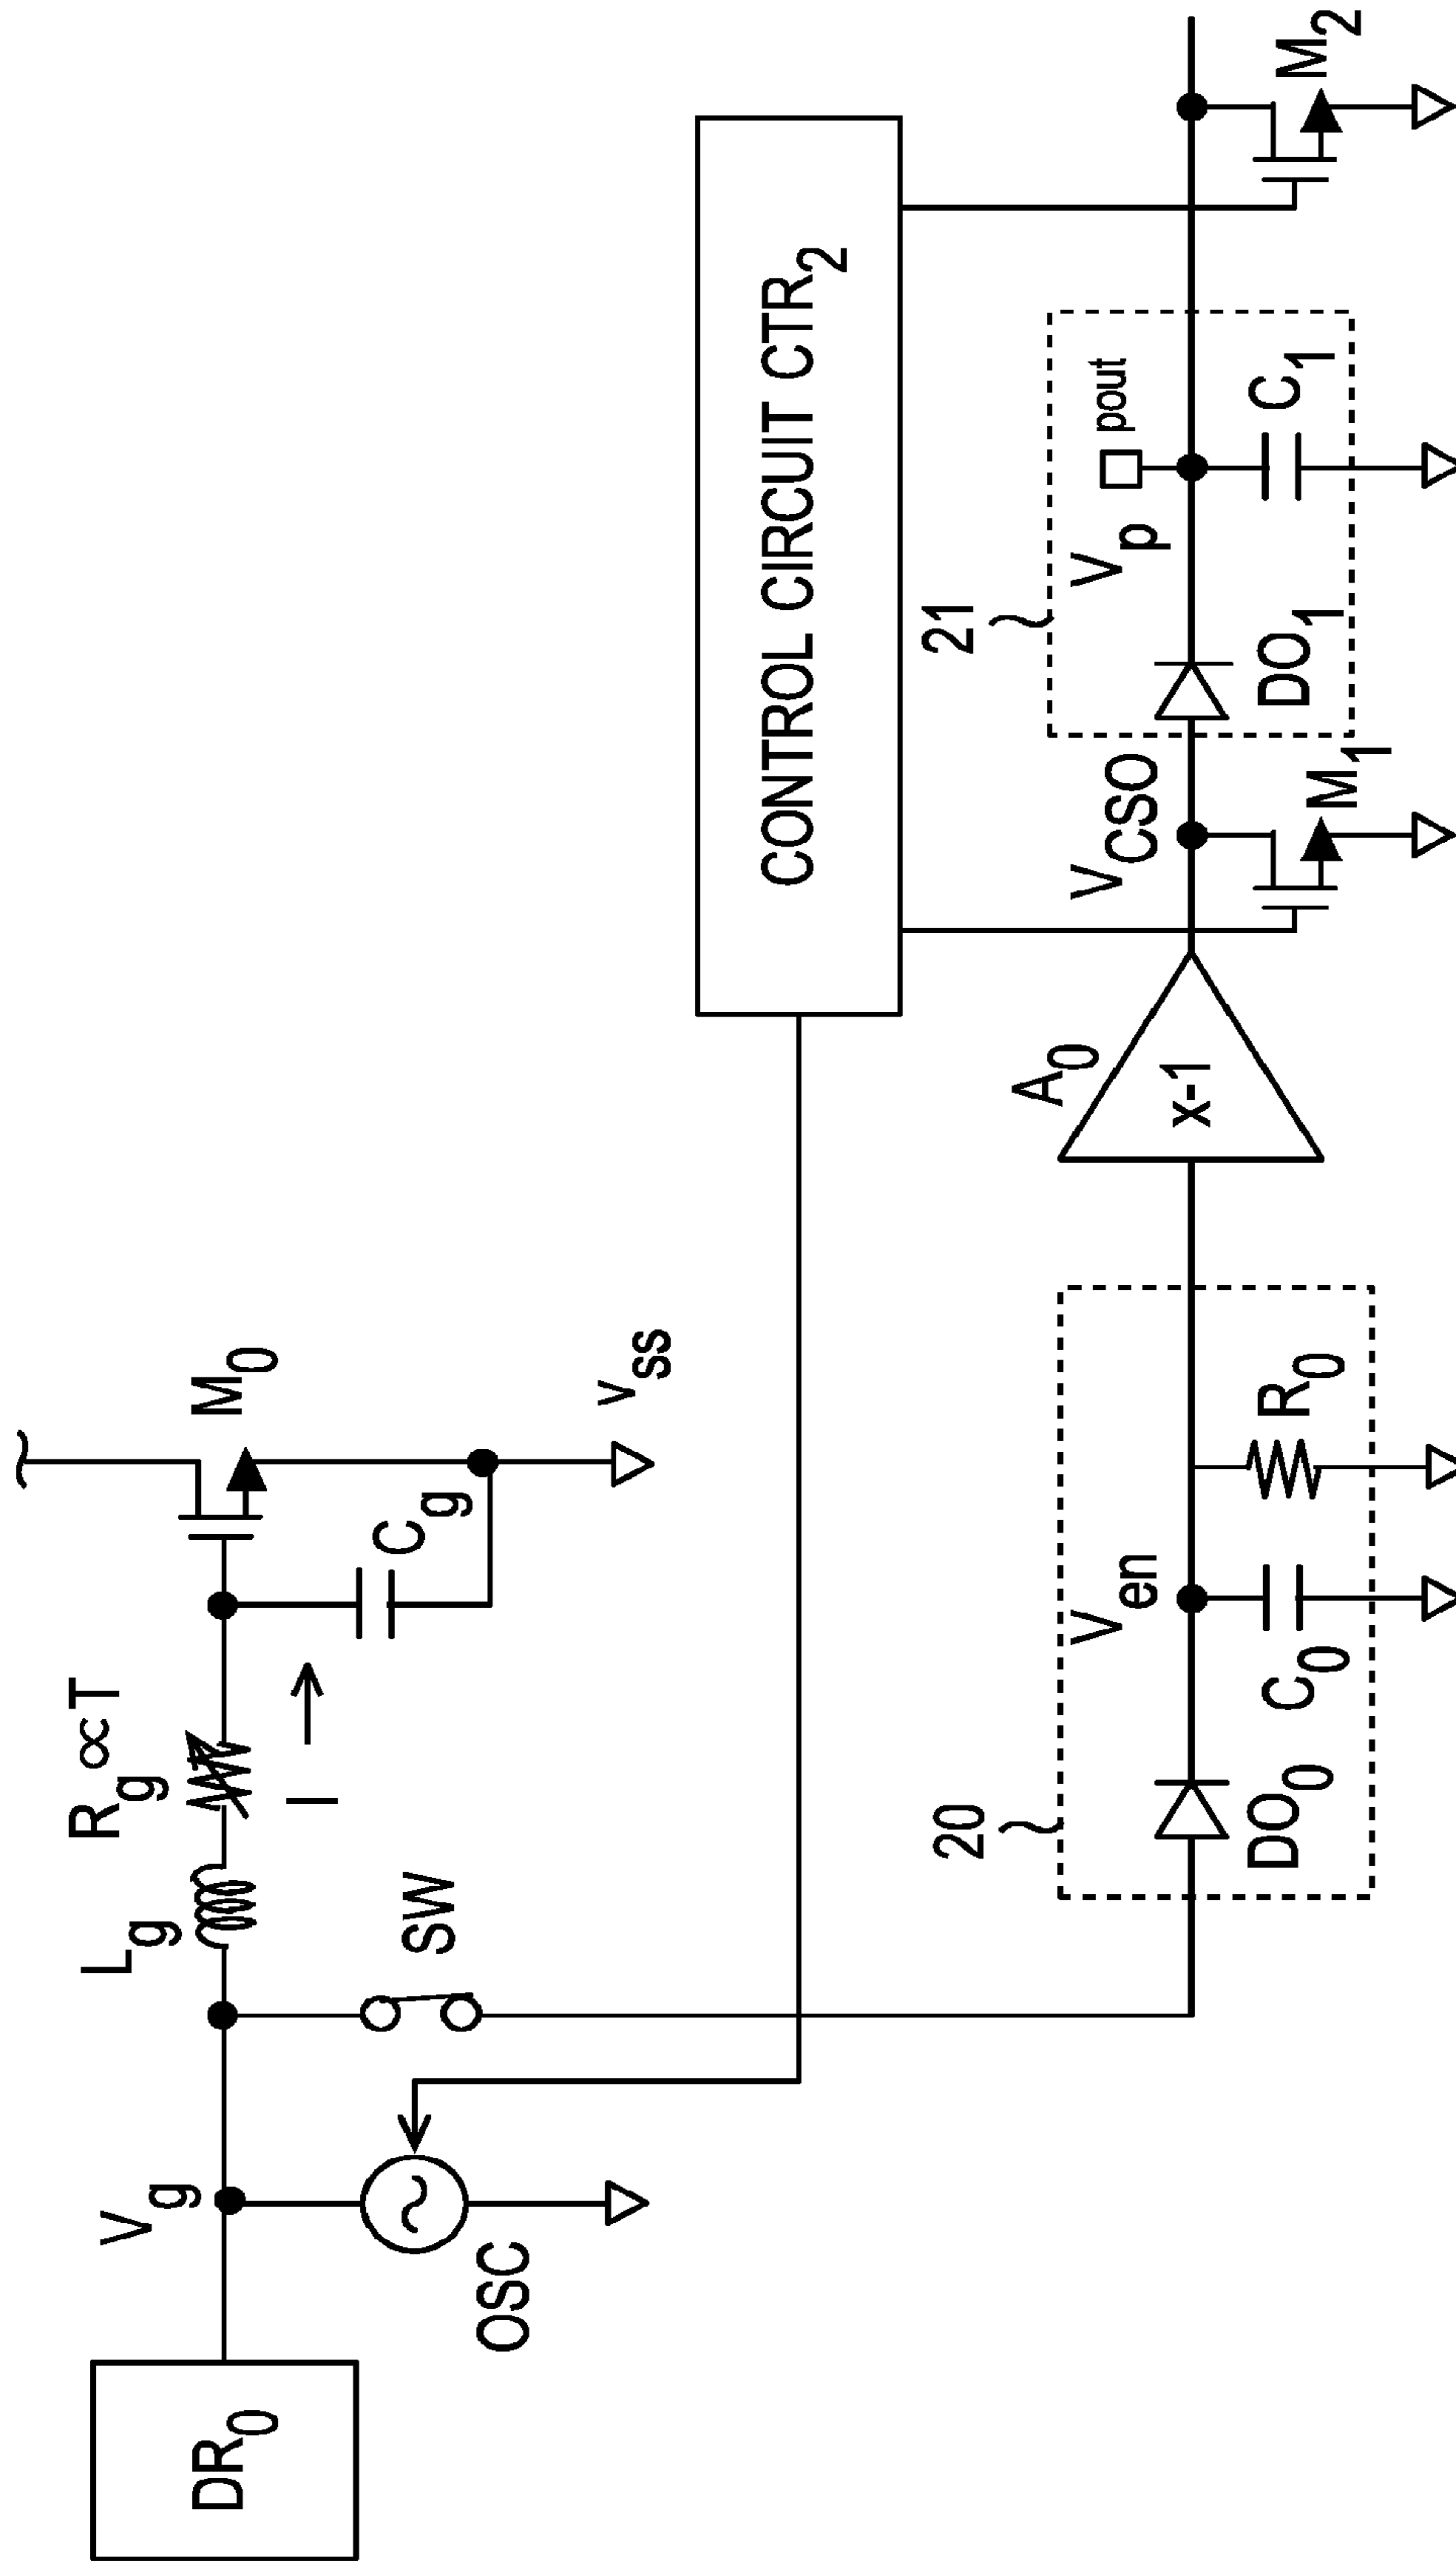 DR0
Vg
OSC
Lg
Rg ∝T
I
SW
Cg
M0
vss
CONTROL CIRCUIT CTR2
20
DO0
Ven
C0
R0
A0
x-1
VCSO
M1
21
DO1
Vp
pout
C1
M2